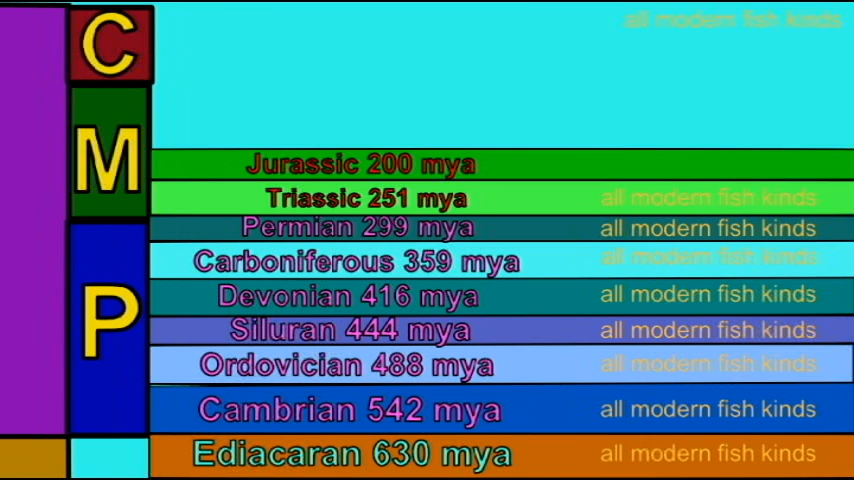 C
all modern fish kinds
M
Jurassic 200 mya
Triassic 251 mya all modern fish kinds
Permian 299 mya all modern fish kinds
Carboniferous 359 mya all modern fish kinds
P
Devonian 416 mya all modern fish kinds
Siluran 444 mya all modern fish kinds
Ordovician 488 mya all modern fish kinds
Cambrian 542 mya all modern fish kinds
Ediacaran 630 mya all modern fish kinds